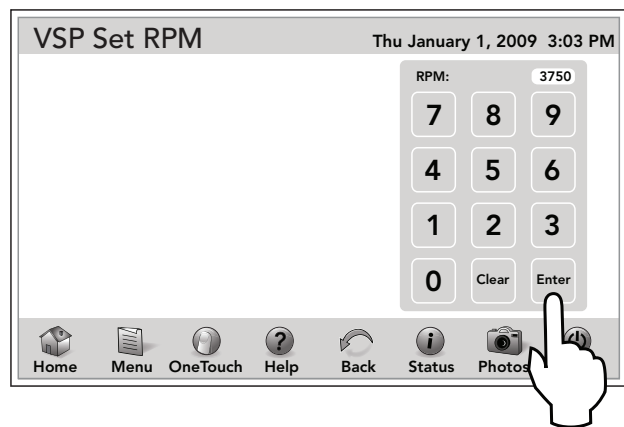 VSP Set RPM Thu January 1, 2009 3:03 PM
RPM: 3750
7 8 9
4 5 6
1 2 3
0 Clear Enter
Home Menu OneTouch Help Back Status Photos